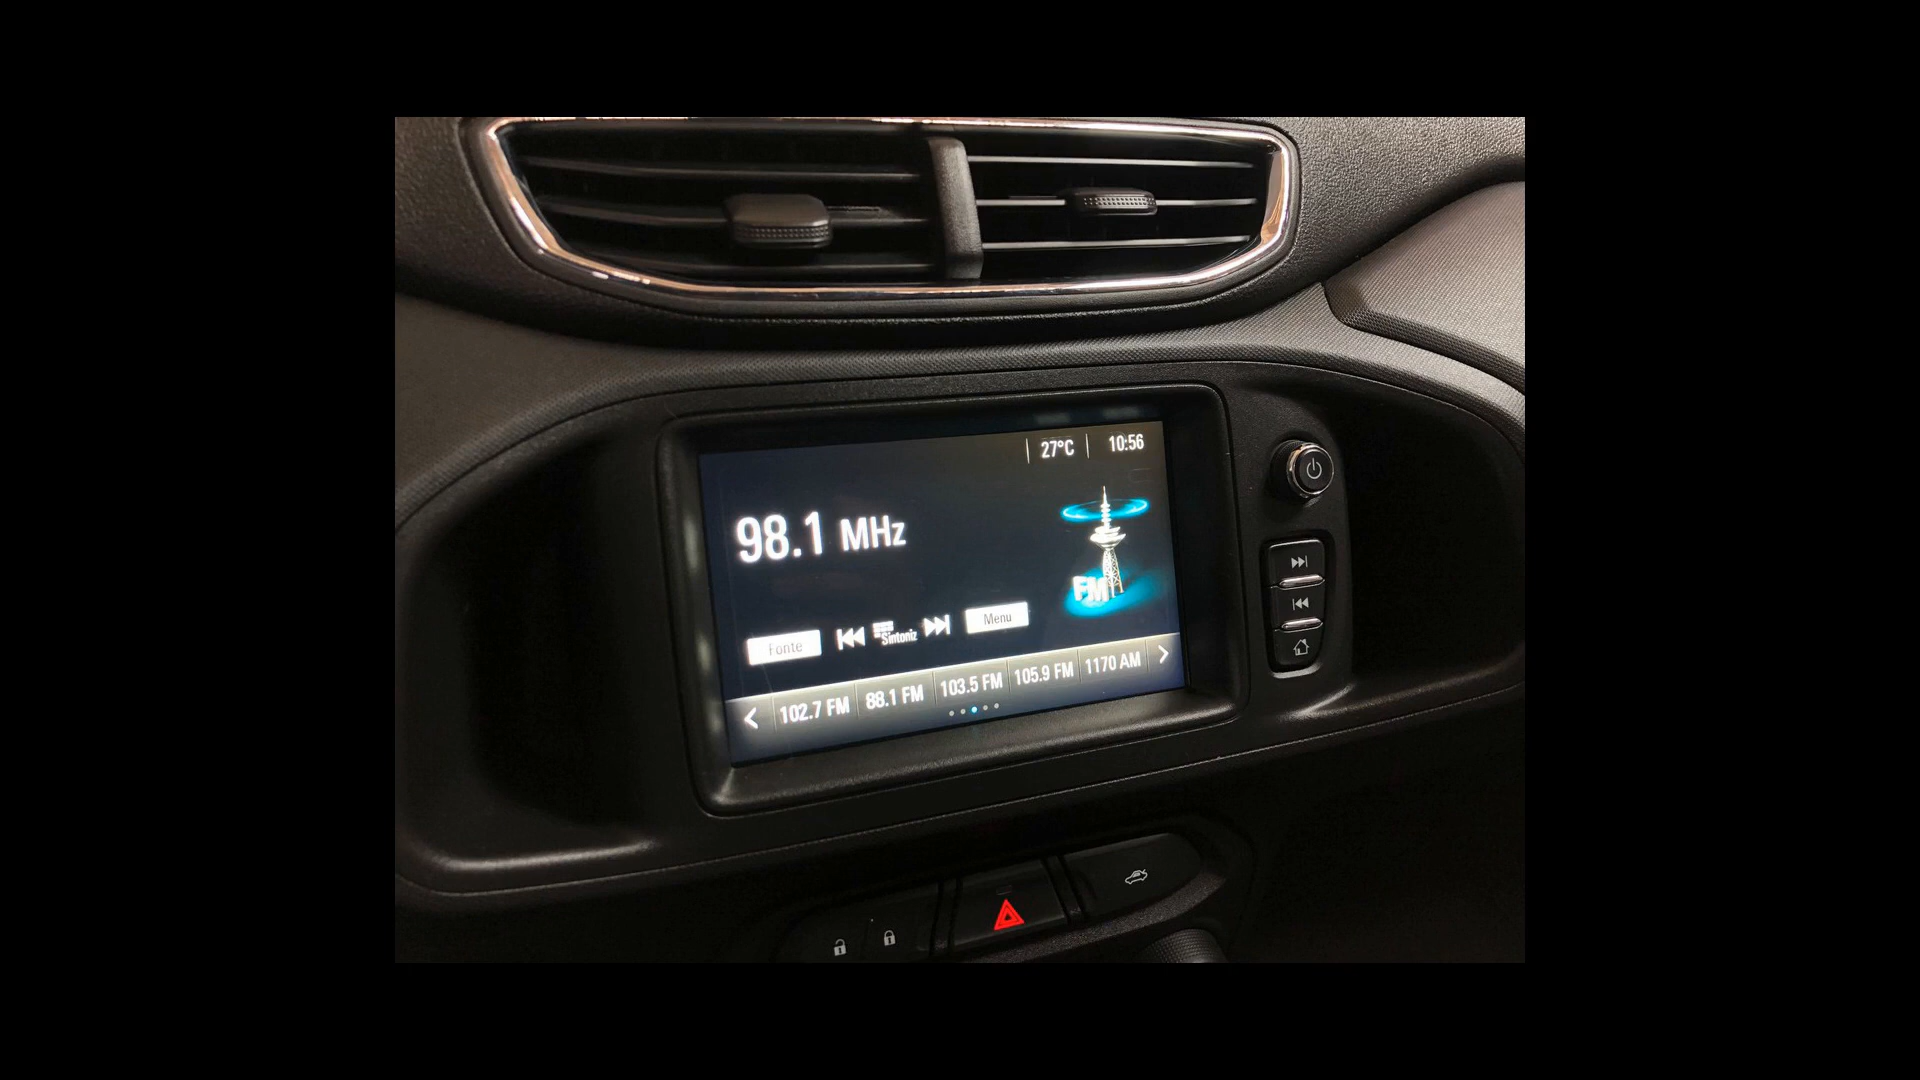 27°C 10:56
98.1 MHz
FM
Fonte Sintoniz Menu
102.7 FM 88.1 FM 103.5 FM 105.9 FM 1170 AM